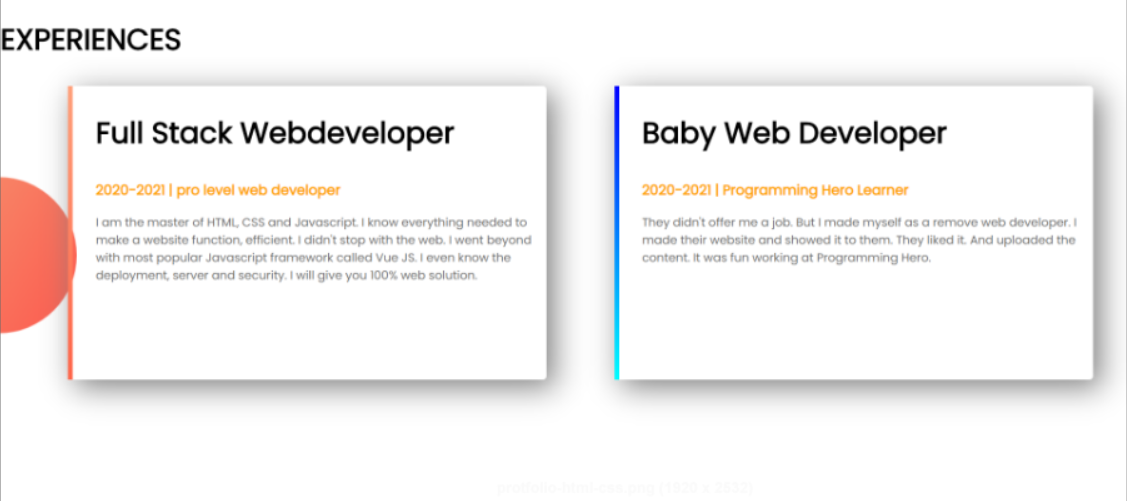 EXPERIENCES
Full Stack Webdeveloper
2020-2021 | pro level web developer
I am the master of HTML, CSS and Javascript. I know everything needed to
make a website function, efficient. I didn't stop with the web. I went beyond
with most popular Javascript framework called Vue JS. I even know the
deployment, server and security. I will give you 100% web solution.
Baby Web Developer
2020-2021 | Programming Hero Learner
They didn't offer me a job. But I made myself as a remove web developer. I
made their website and showed it to them. They liked it. And uploaded the
content. It was fun working at Programming Hero.